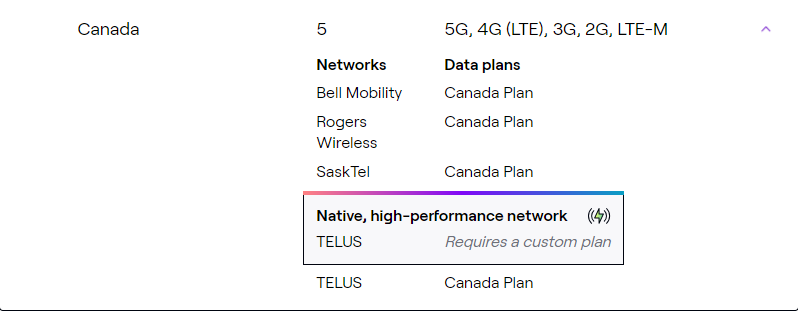 Canada 5 5G, 4G (LTE), 3G, 2G, LTE-M
Networks Data plans
Bell Mobility Canada Plan
Rogers Canada Plan
Wireless
SaskTel Canada Plan
Native, high-performance network
TELUS Requires a custom plan
TELUS Canada Plan